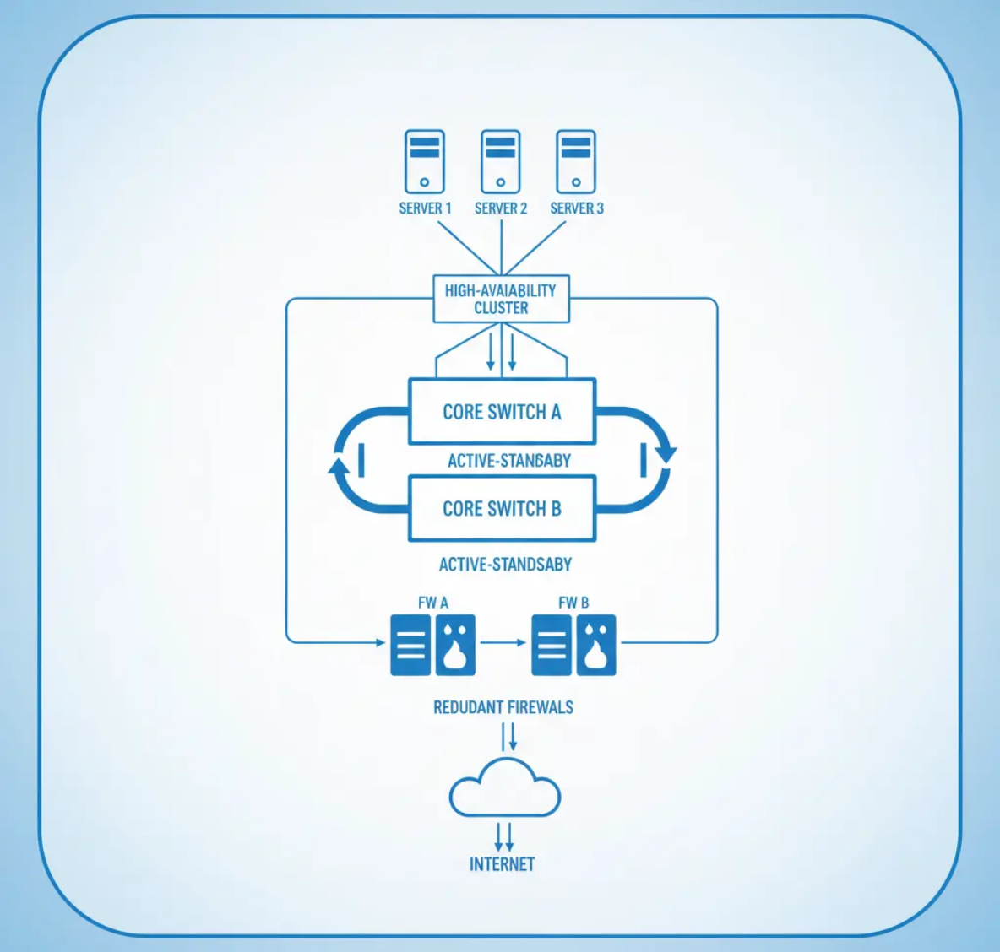 SERVER 1
SERVER 2
SERVER 3
HIGH-AVAIABILITY
CLUSTER
CORE SWITCH A
ACTIVE-STANBABY
CORE SWITCH B
ACTIVE-STANDSABY
FW A
FW B
REDUDANT FIREWALS
INTERNET